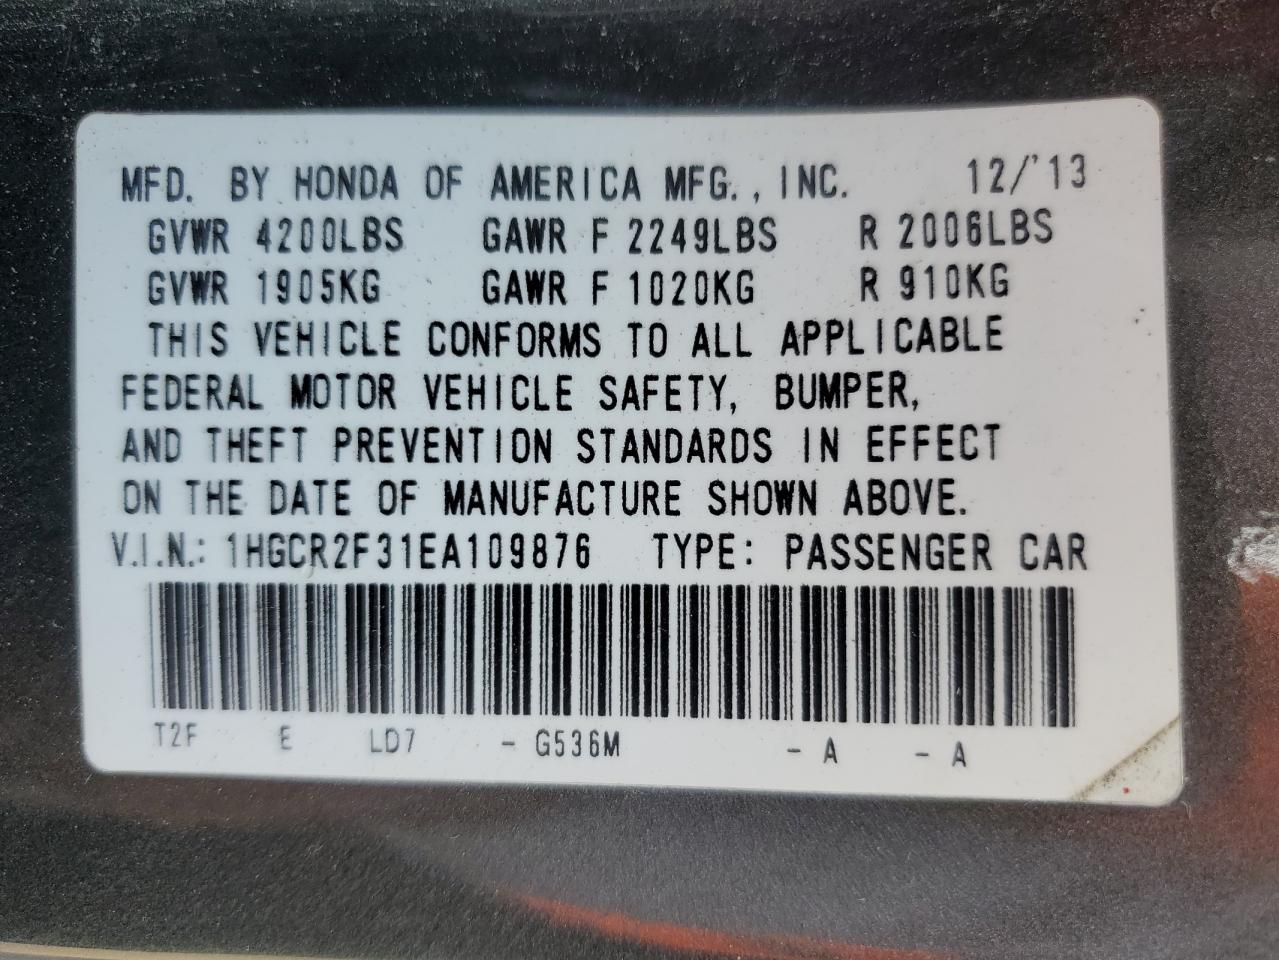 MFD. BY HONDA OF AMERICA MFG., INC. 12/'13
GVWR 4200LBS GAWR F 2249LBS R 2006LBS
GVWR 1905KG GAWR F 1020KG R 910KG
THIS VEHICLE CONFORMS TO ALL APPLICABLE
FEDERAL MOTOR VEHICLE SAFETY, BUMPER,
AND THEFT PREVENTION STANDARDS IN EFFECT
ON THE DATE OF MANUFACTURE SHOWN ABOVE.
V.I.N.: 1HGCR2F31EA109876 TYPE: PASSENGER CAR
T2F E LD7 - G536M - A - A